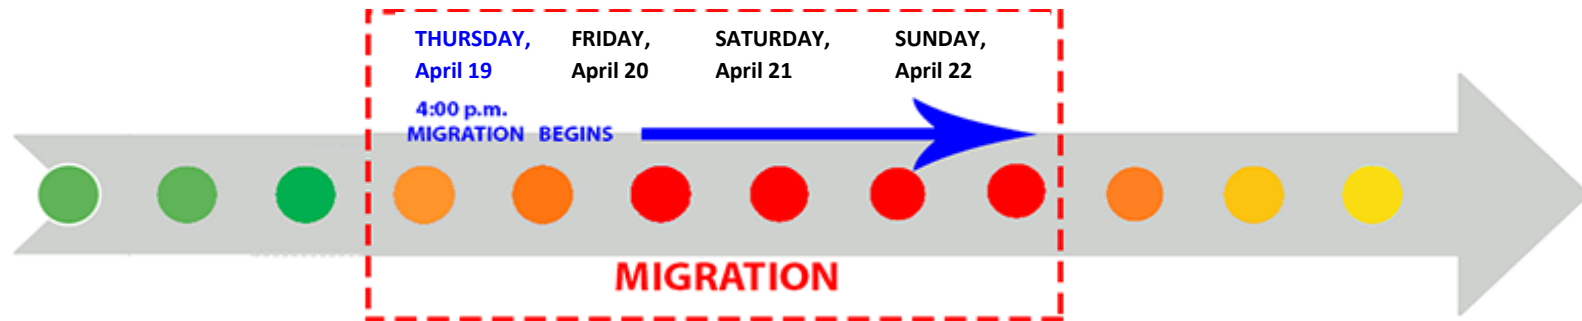 THURSDAY,
April 19
FRIDAY,
April 20
SATURDAY,
April 21
SUNDAY,
April 22
4:00 p.m.
MIGRATION BEGINS
MIGRATION